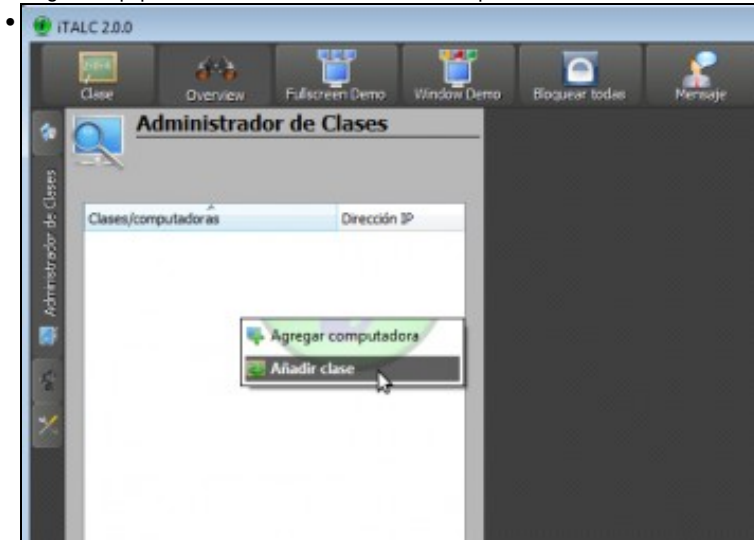 iTALC 2.0.0
Clase
Overview
Fullscreen Demo
Window Demo
Bloquear todas
Mensaje
Administrador de Clases
Administrador de Clases
Clases/computadoras
Dirección IP
Agregar computadora
Añadir clase